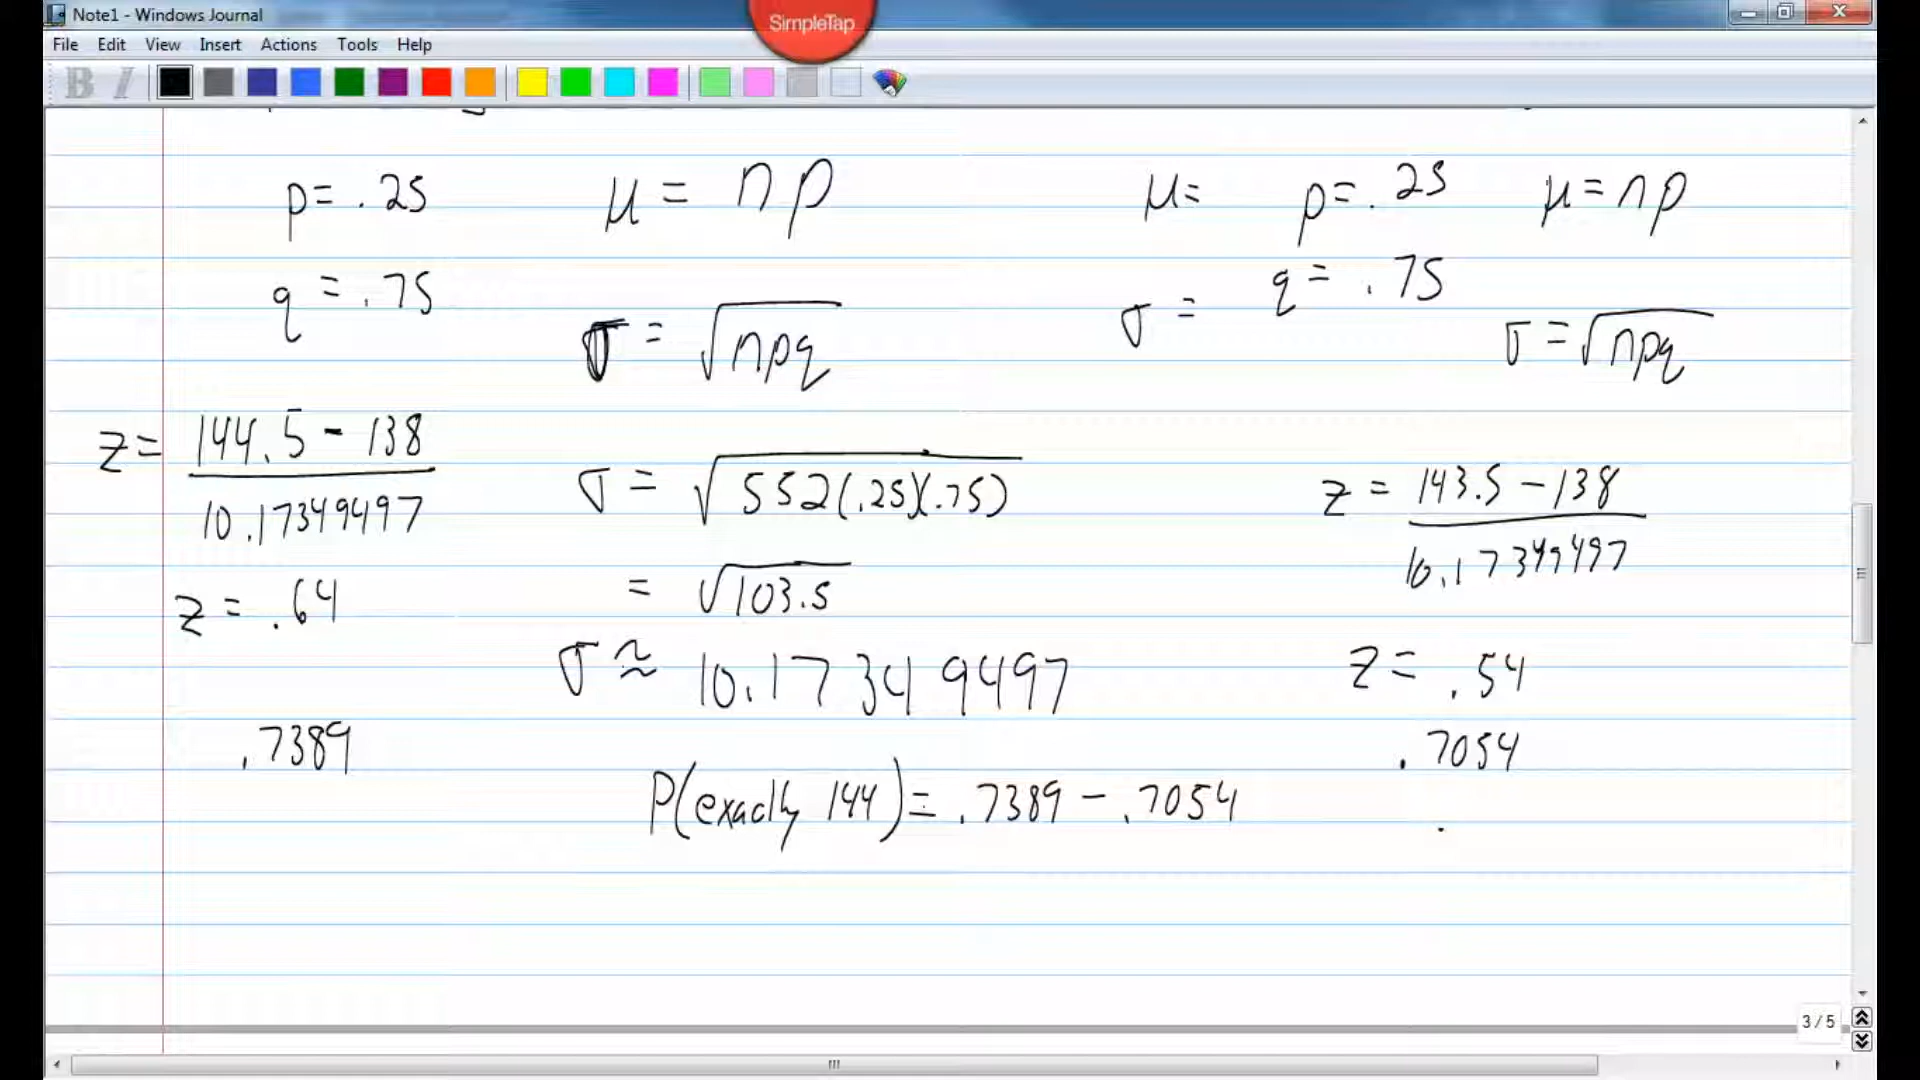 Note1 - Windows Journal
SimpleTap
File Edit View Insert Actions Tools Help
B I
p = .25 μ = np μ = p = .25 μ = np
q = .75 q = .75
σ = √npq σ = σ = √npq
z = 144.5 - 138 / 10.17349497
σ = √552(.25)(.75)
z = 143.5 - 138 / 10.17349497
z = .64 = √103.5
σ ≈ 10.17349497 z = .54
.7389 .7054
P(exactly 144) = .7389 - .7054 .
3 / 5